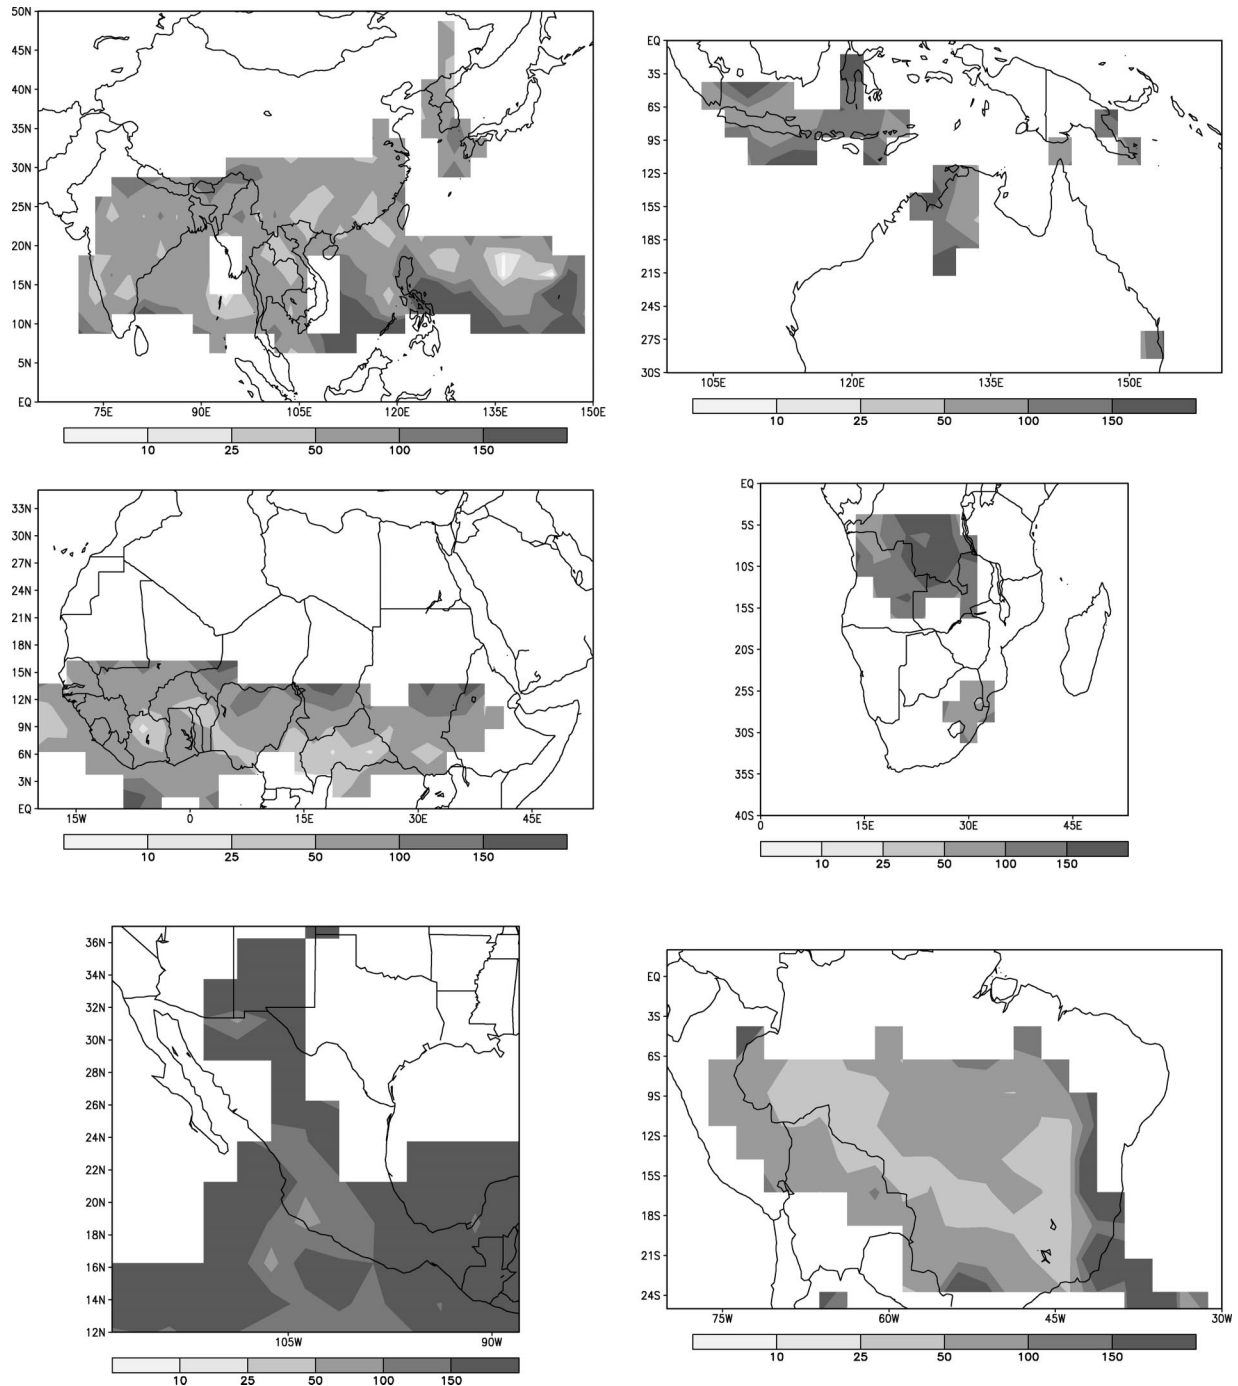 50N
45N
40N
35N
30N
25N
20N
15N
10N
5N
EQ
75E 90E 105E 120E 135E 150E
10 25 50 100 150
EQ
3S
6S
9S
12S
15S
18S
21S
24S
27S
30S
105E 120E 135E 150E
10 25 50 100 150
33N
30N
27N
24N
21N
18N
15N
12N
9N
6N
3N
EQ
15W 0 15E 30E 45E
10 25 50 100 150
EQ
5S
10S
15S
20S
25S
30S
35S
40S
0 15E 30E 45E
10 25 50 100 150
36N
34N
32N
30N
28N
26N
24N
22N
20N
18N
16N
14N
12N
105W 90W
10 25 50 100 150
EQ
3S
6S
9S
12S
15S
18S
21S
24S
75W 60W 45W 30W
10 25 50 100 150